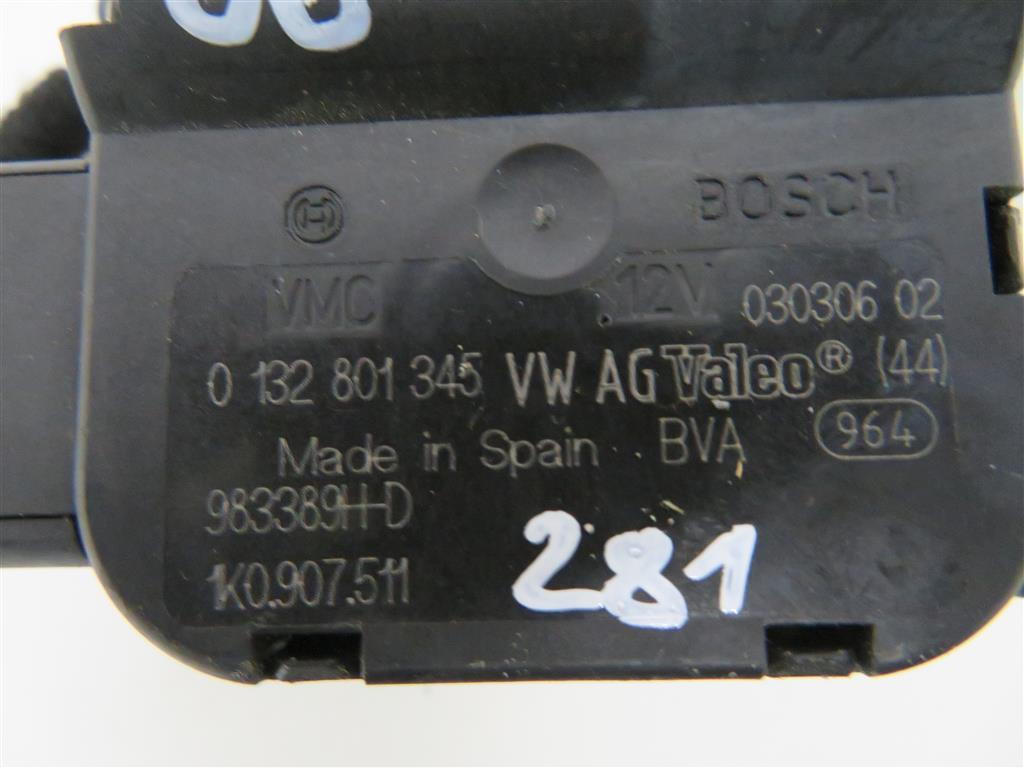 BOSCH
VMC 12V 030306 02
0 132 801 345 VW AG Valeo® (44)
Made in Spain BVA 964
983389H-D
1K0.907.511
281